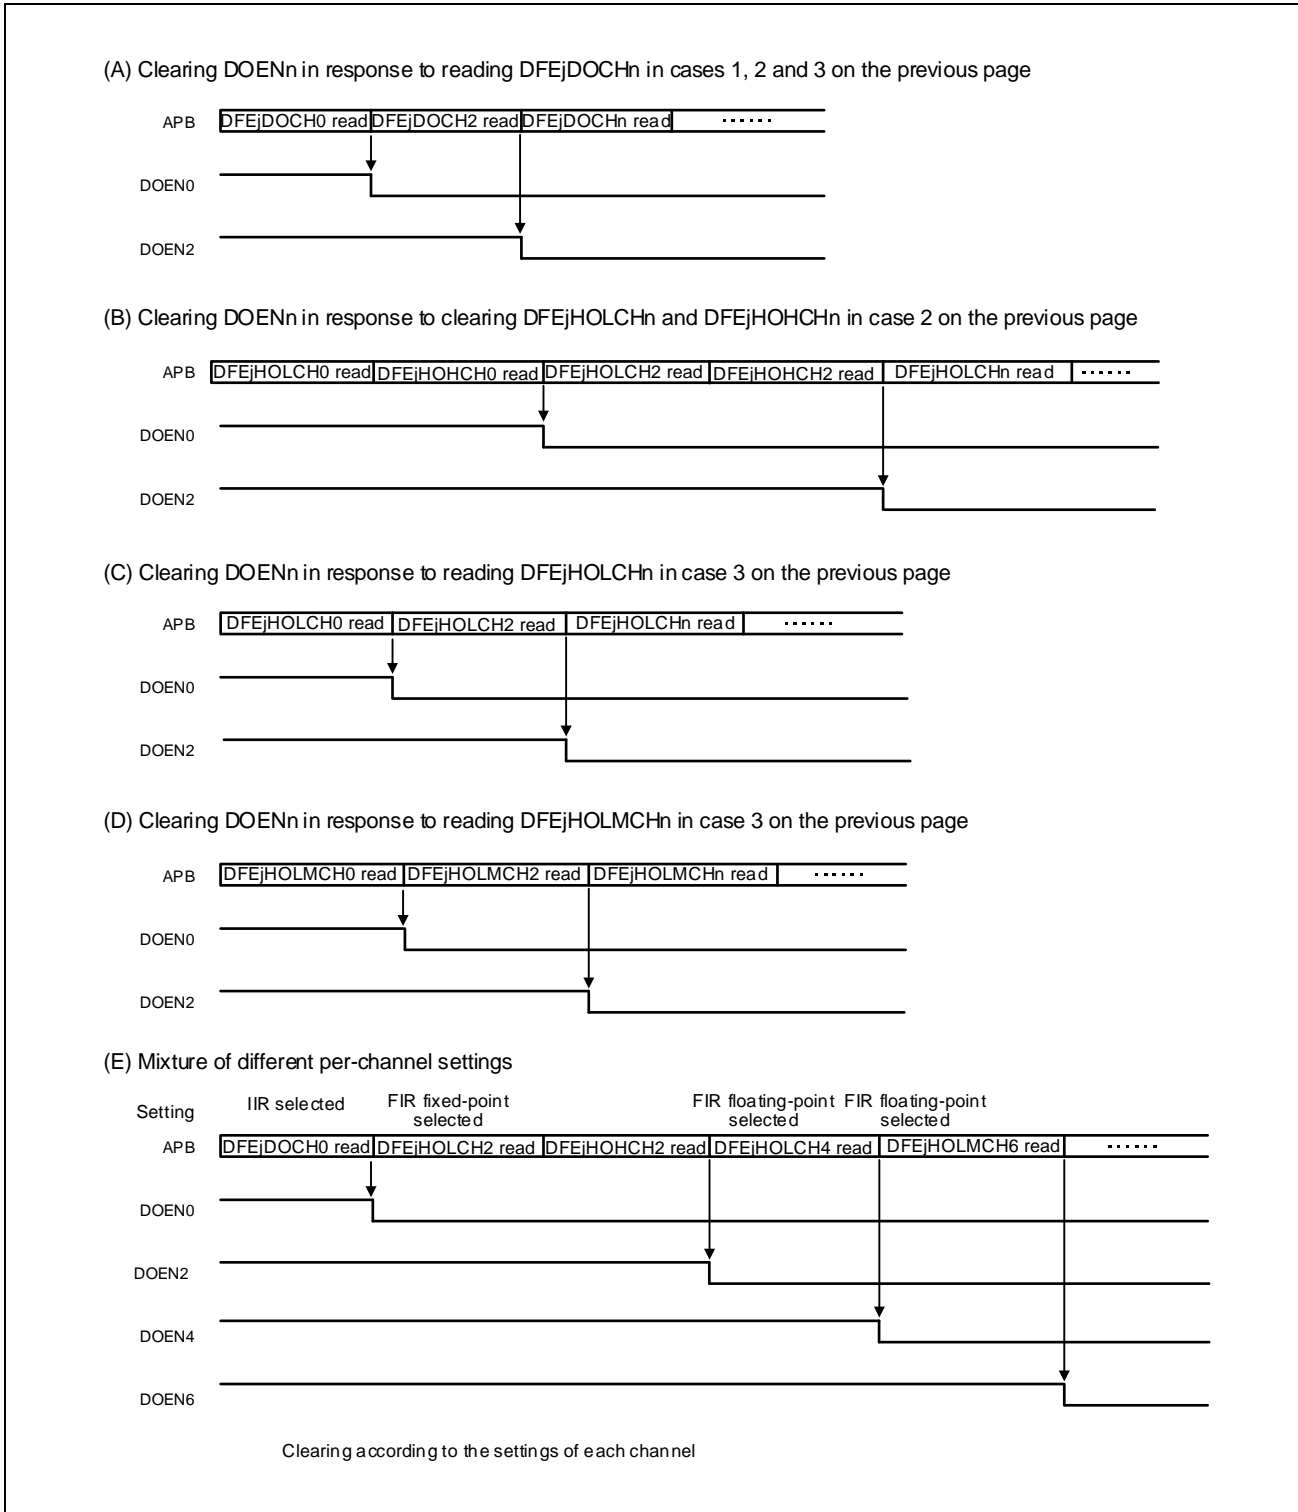 (A) Clearing DOENn in response to reading DFEjDOCHn in cases 1, 2 and 3 on the previous page
APB DFEjDOCH0 read DFEjDOCH2 read DFEjDOCHn read ······
DOEN0
DOEN2
(B) Clearing DOENn in response to clearing DFEjHOLCHn and DFEjHOHCHn in case 2 on the previous page
APB DFEjHOLCH0 read DFEjHOHCH0 read DFEjHOLCH2 read DFEjHOHCH2 read DFEjHOLCHn read ······
DOEN0
DOEN2
(C) Clearing DOENn in response to reading DFEjHOLCHn in case 3 on the previous page
APB DFEjHOLCH0 read DFEjHOLCH2 read DFEjHOLCHn read ······
DOEN0
DOEN2
(D) Clearing DOENn in response to reading DFEjHOLMCHn in case 3 on the previous page
APB DFEjHOLMCH0 read DFEjHOLMCH2 read DFEjHOLMCHn read ······
DOEN0
DOEN2
(E) Mixture of different per-channel settings
Setting IIR selected FIR fixed-point selected FIR floating-point selected FIR floating-point selected
APB DFEjDOCH0 read DFEjHOLCH2 read DFEjHOHCH2 read DFEjHOLCH4 read DFEjHOLMCH6 read ······
DOEN0
DOEN2
DOEN4
DOEN6
Clearing according to the settings of each channel